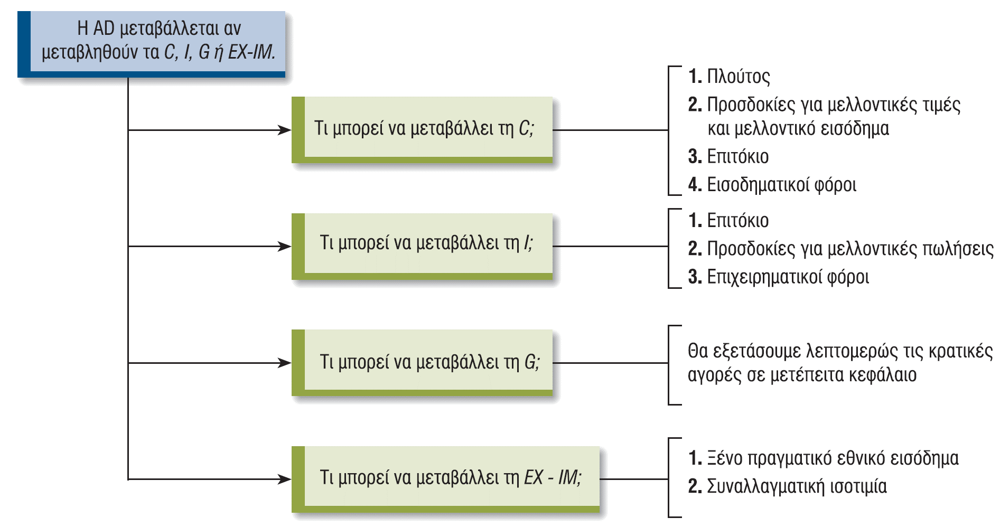 Η AD μεταβάλλεται αν
μεταβληθούν τα C, I, G ή EX-IM.
Τι μπορεί να μεταβάλλει τη C;
1. Πλούτος
2. Προσδοκίες για μελλοντικές τιμές
και μελλοντικό εισόδημα
3. Επιτόκιο
4. Εισοδηματικοί φόροι
Τι μπορεί να μεταβάλλει τη I;
1. Επιτόκιο
2. Προσδοκίες για μελλοντικές πωλήσεις
3. Επιχειρηματικοί φόροι
Τι μπορεί να μεταβάλλει τη G;
Θα εξετάσουμε λεπτομερώς τις κρατικές
αγορές σε μετέπειτα κεφάλαιο
Τι μπορεί να μεταβάλλει τη EX - IM;
1. Ξένο πραγματικό εθνικό εισόδημα
2. Συναλλαγματική ισοτιμία